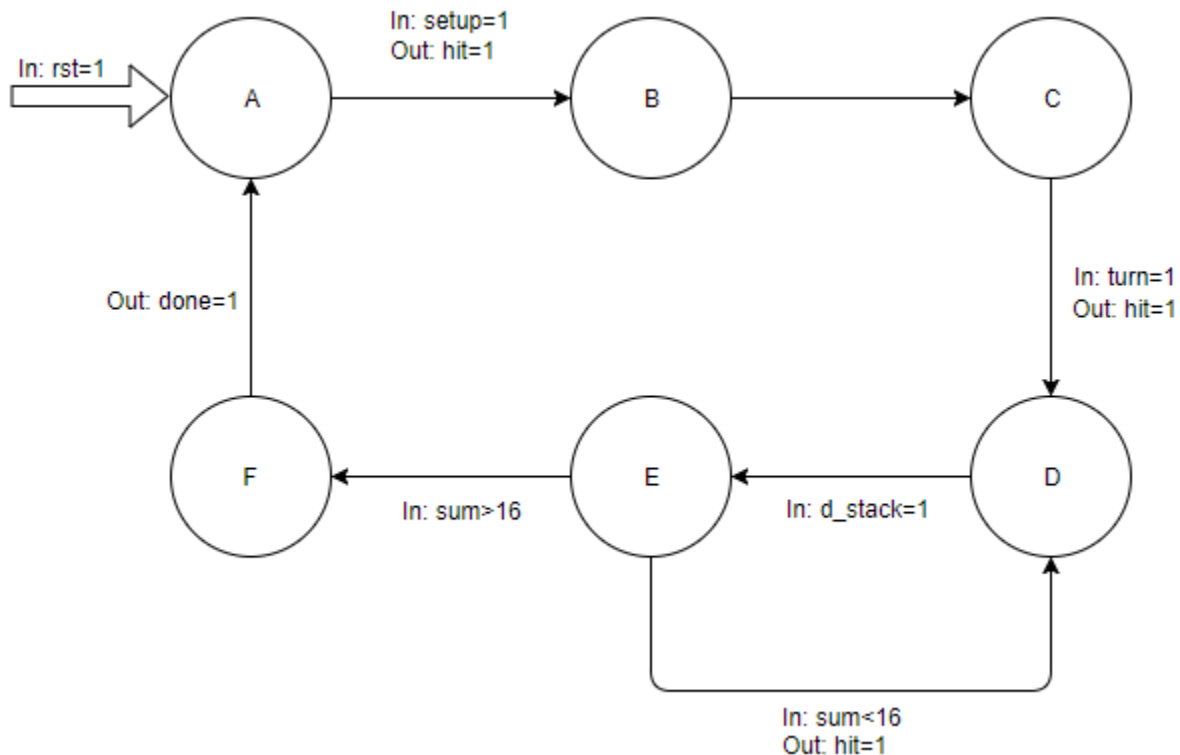 In: setup=1
Out: hit=1
In: rst=1
A
B
C
In: turn=1
Out: hit=1
Out: done=1
F
E
D
In: sum>16
In: d_stack=1
In: sum<16
Out: hit=1